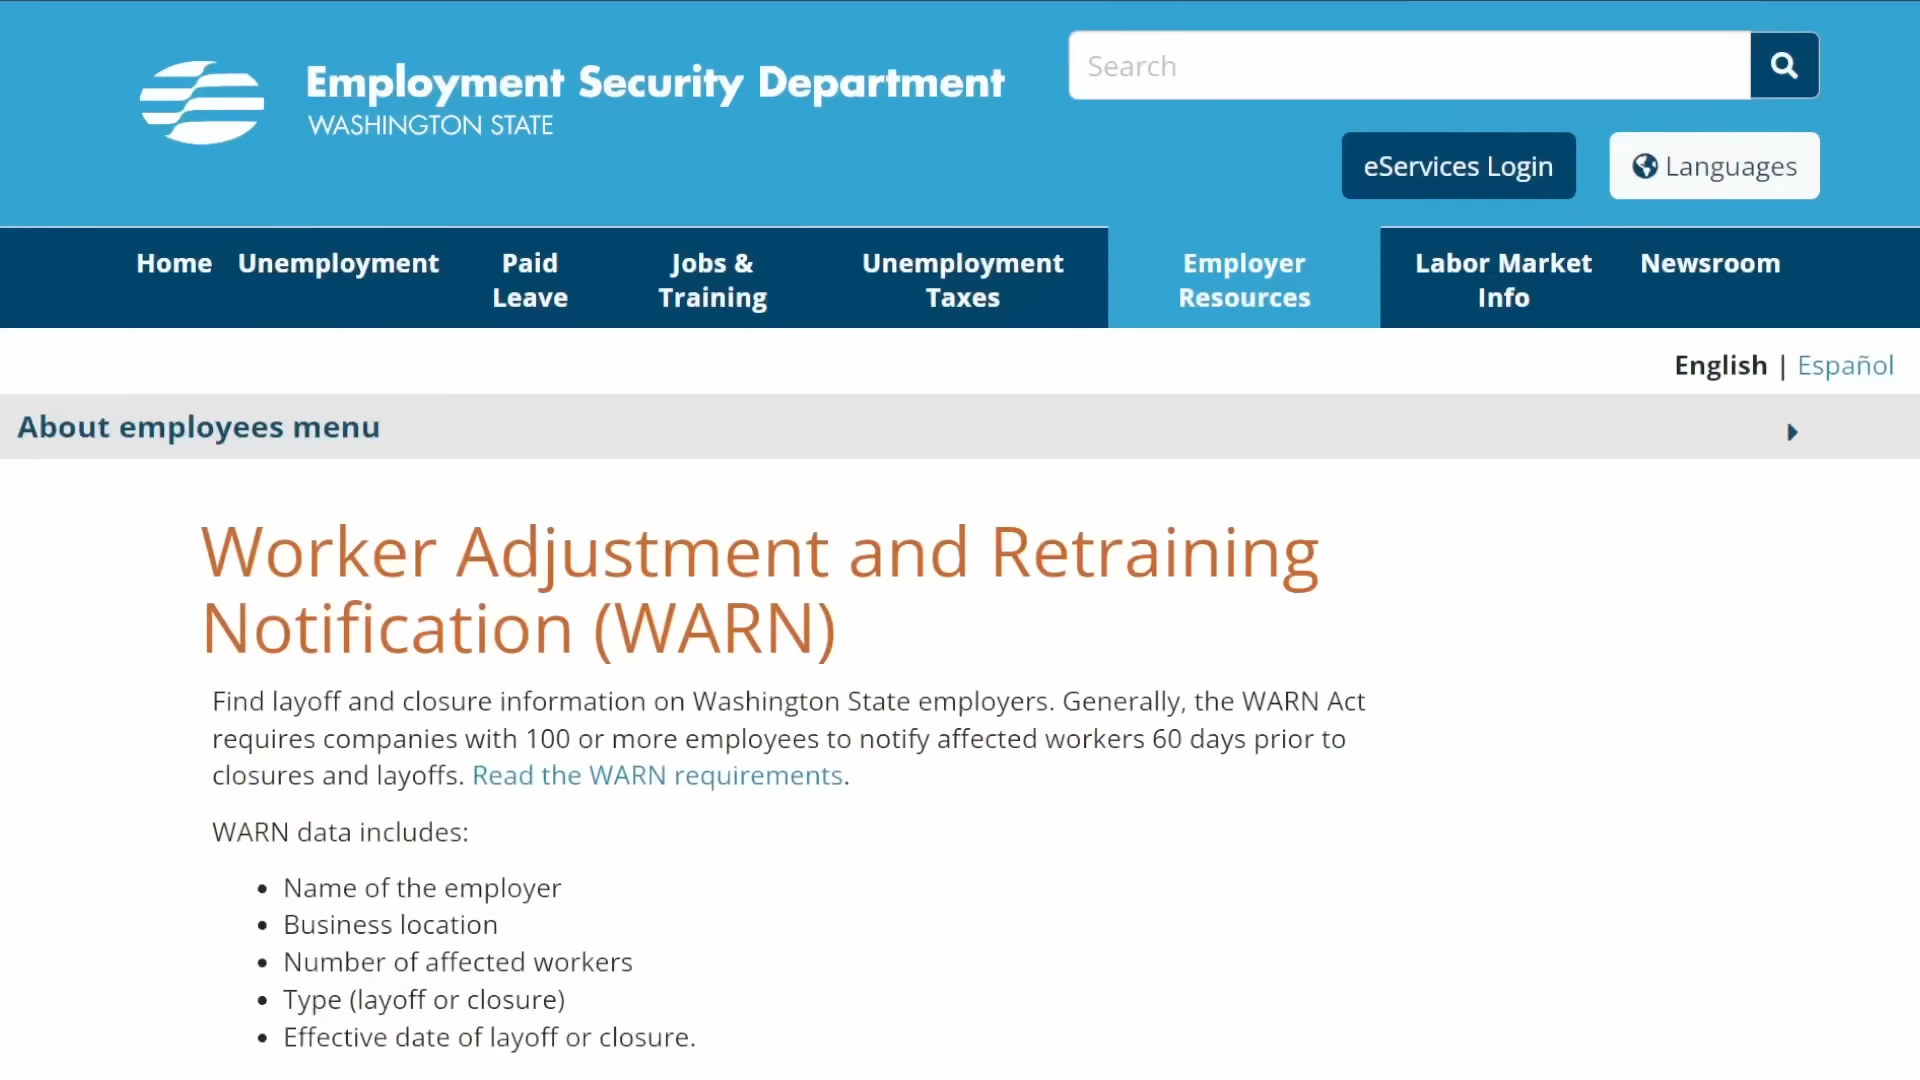 Employment Security Department
WASHINGTON STATE
Search
eServices Login
Languages
Home
Unemployment
Paid
Leave
Jobs &
Training
Unemployment
Taxes
Employer
Resources
Labor Market
Info
Newsroom
English | Español
About employees menu
Worker Adjustment and Retraining
Notification (WARN)
Find layoff and closure information on Washington State employers. Generally, the WARN Act
requires companies with 100 or more employees to notify affected workers 60 days prior to
closures and layoffs. Read the WARN requirements.
WARN data includes:
• Name of the employer
• Business location
• Number of affected workers
• Type (layoff or closure)
• Effective date of layoff or closure.